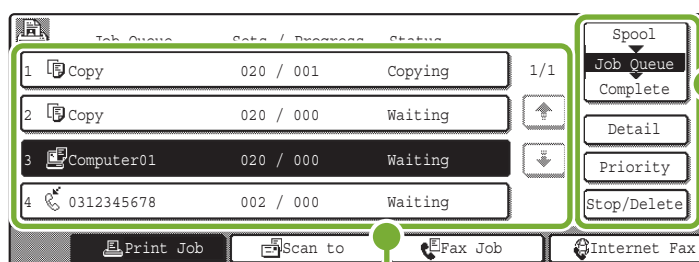 Job Queue Sets / Progress Status
1 Copy 020 / 001 Copying
2 Copy 020 / 000 Waiting
3 Computer01 020 / 000 Waiting
4 0312345678 002 / 000 Waiting
1/1
Spool
Job Queue
Complete
Detail
Priority
Stop/Delete
Print Job Scan to Fax Job Internet Fax